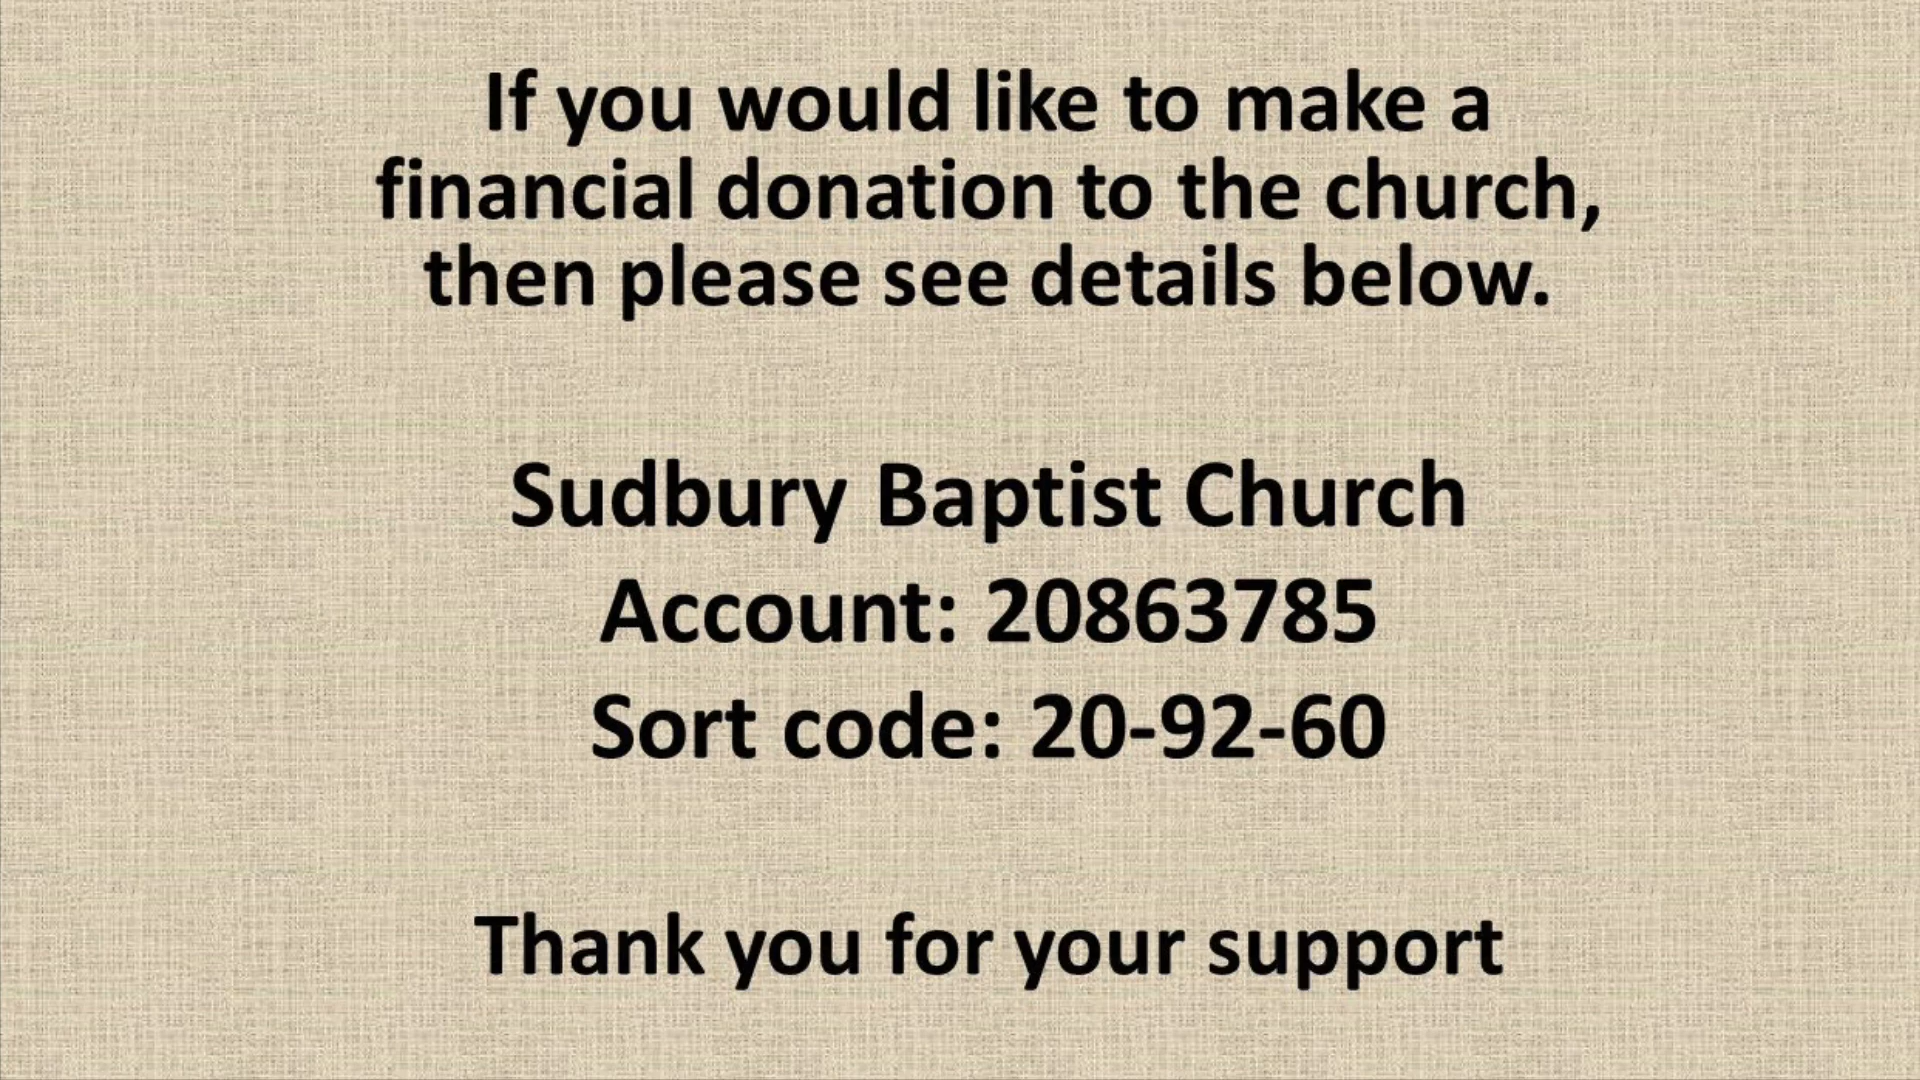 If you would like to make a
financial donation to the church,
then please see details below.
Sudbury Baptist Church
Account: 20863785
Sort code: 20-92-60
Thank you for your support